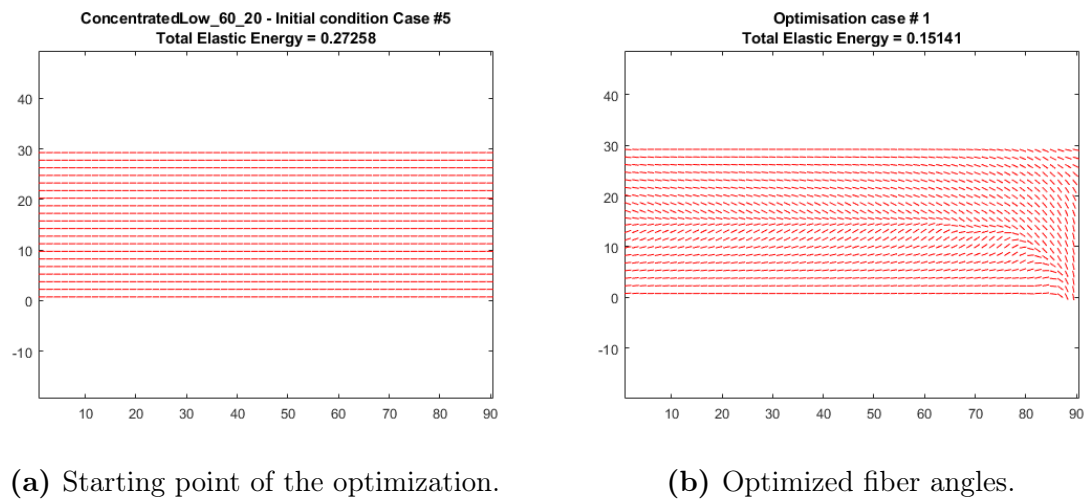 ConcentratedLow_60_20 - Initial condition Case #5
Total Elastic Energy = 0.27258
40
30
20
10
0
-10
10 20 30 40 50 60 70 80 90
Optimisation case # 1
Total Elastic Energy = 0.15141
40
30
20
10
0
-10
10 20 30 40 50 60 70 80 90
(a) Starting point of the optimization.
(b) Optimized fiber angles.